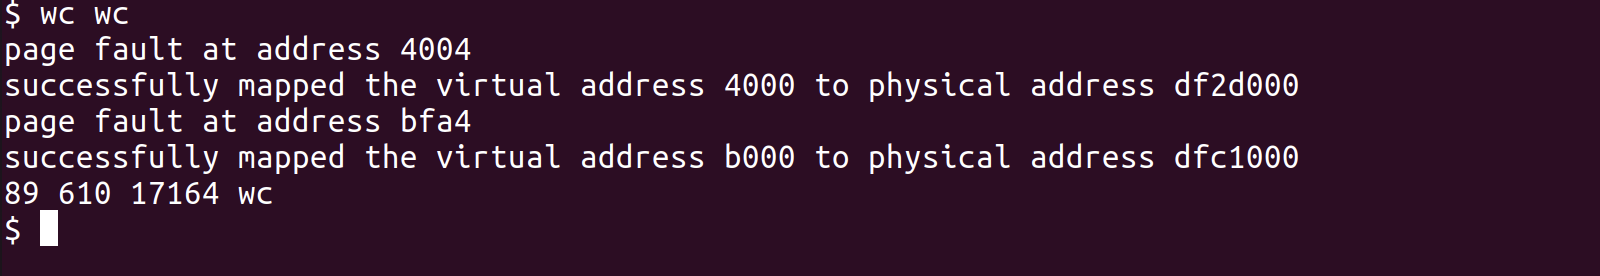 $ wc wc
page fault at address 4004
successfully mapped the virtual address 4000 to physical address df2d000
page fault at address bfa4
successfully mapped the virtual address b000 to physical address dfc1000
89 610 17164 wc
$